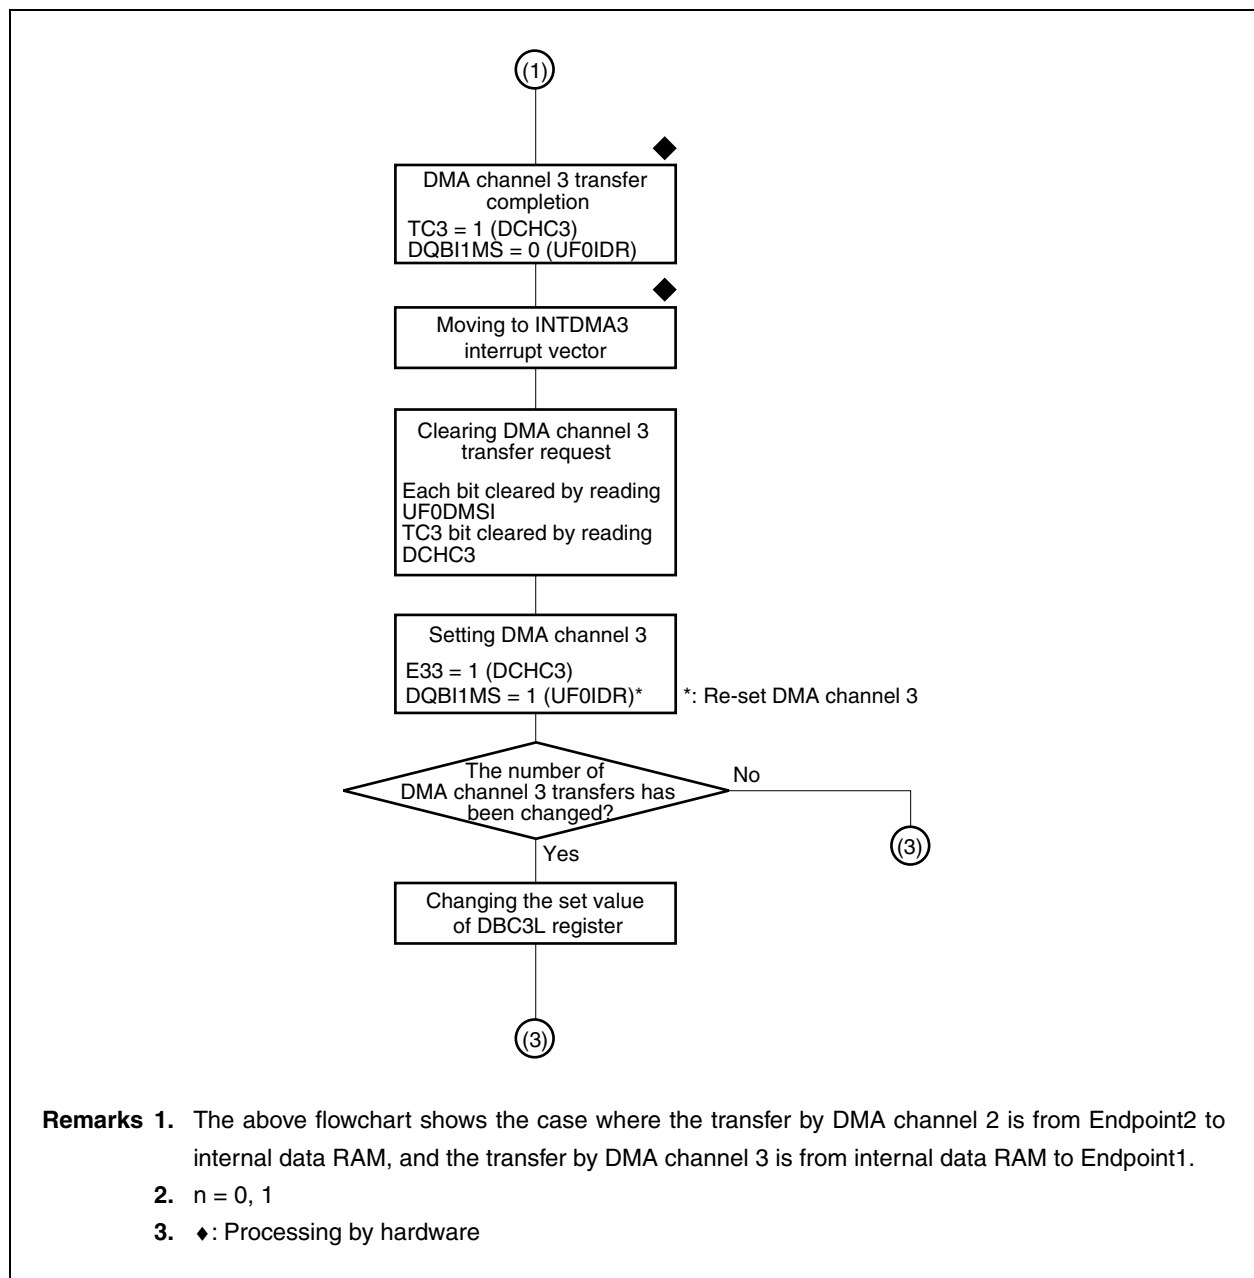 (1)
DMA channel 3 transfer
completion
TC3 = 1 (DCHC3)
DQBI1MS = 0 (UF0IDR)
Moving to INTDMA3
interrupt vector
Clearing DMA channel 3
transfer request
Each bit cleared by reading
UF0DMSI
TC3 bit cleared by reading
DCHC3
Setting DMA channel 3
E33 = 1 (DCHC3)
DQBI1MS = 1 (UF0IDR)* *: Re-set DMA channel 3
The number of
DMA channel 3 transfers has
been changed?
No
(3)
Yes
Changing the set value
of DBC3L register
(3)
Remarks 1. The above flowchart shows the case where the transfer by DMA channel 2 is from Endpoint2 to
internal data RAM, and the transfer by DMA channel 3 is from internal data RAM to Endpoint1.
2. n = 0, 1
3. ♦: Processing by hardware